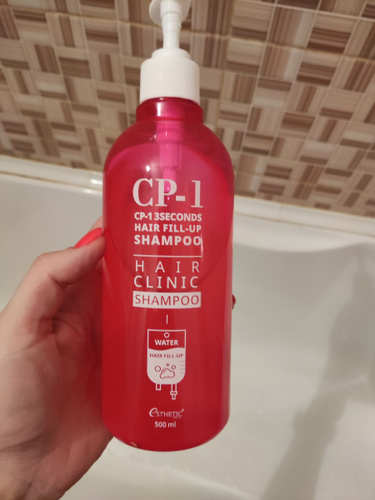 CP-1
CP-1 3SECONDS
HAIR FILL-UP
SHAMPOO
HAIR
CLINIC
SHAMPOO
WATER
HAIR FILL-UP
ESTHETIC
500 ml